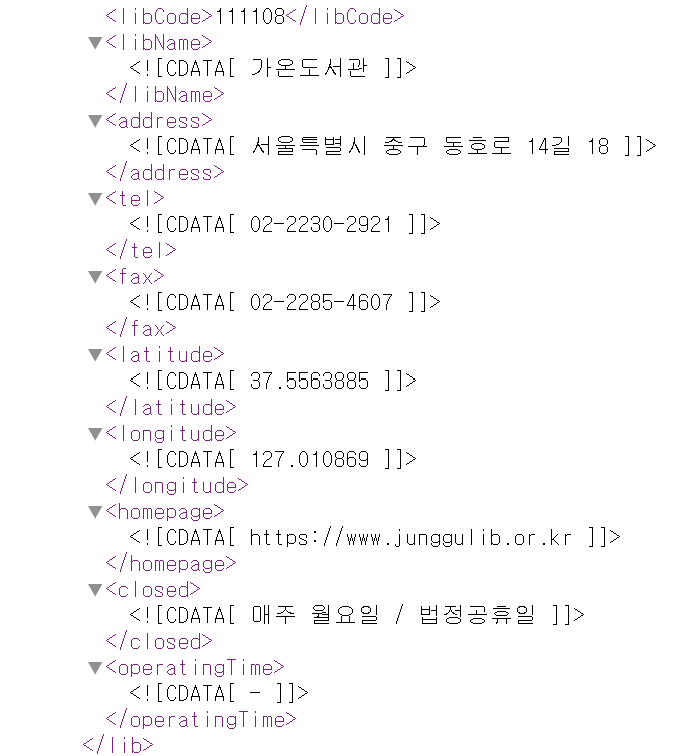 <libCode>111108</libCode>
▼<libName>
<![CDATA[ 가온도서관 ]]>
</libName>
▼<address>
<![CDATA[ 서울특별시 중구 동호로 14길 18 ]]>
</address>
▼<tel>
<![CDATA[ 02-2230-2921 ]]>
</tel>
▼<fax>
<![CDATA[ 02-2285-4607 ]]>
</fax>
▼<latitude>
<![CDATA[ 37.5563885 ]]>
</latitude>
▼<longitude>
<![CDATA[ 127.010869 ]]>
</longitude>
▼<homepage>
<![CDATA[ https://www.junggulib.or.kr ]]>
</homepage>
▼<closed>
<![CDATA[ 매주 월요일 / 법정공휴일 ]]>
</closed>
▼<operatingTime>
<![CDATA[ - ]]>
</operatingTime>
</lib>